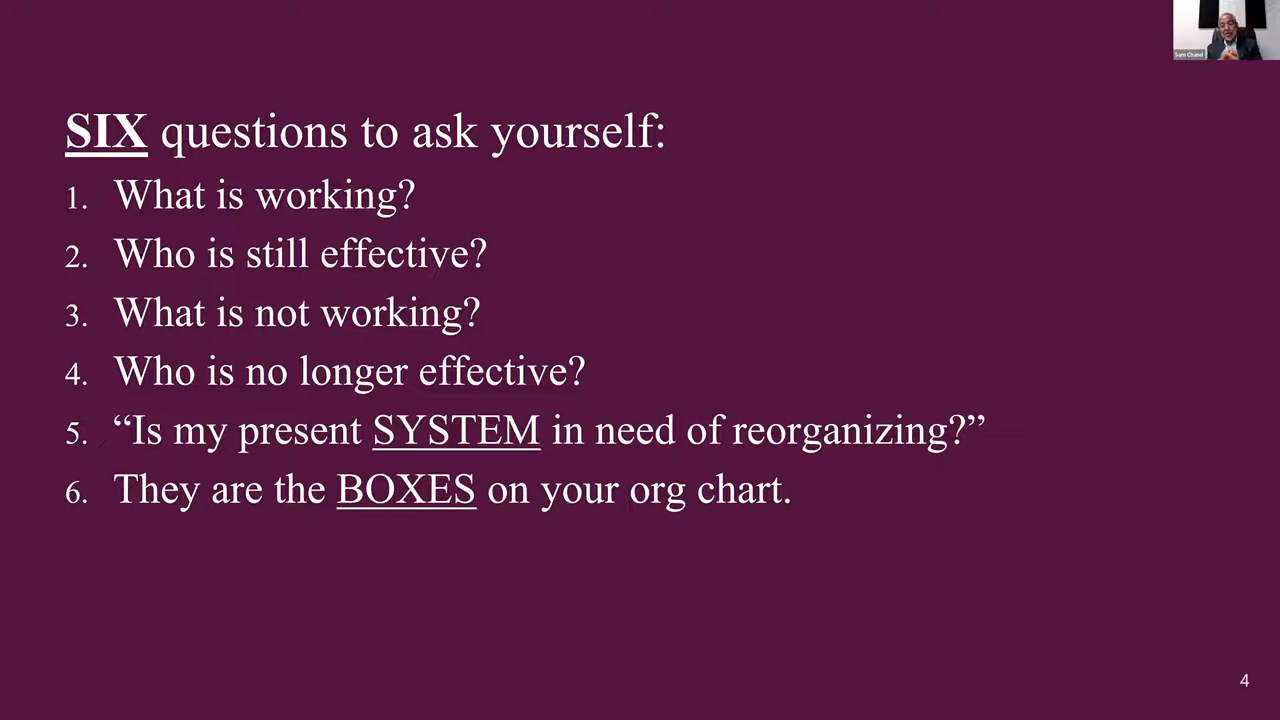 Sam Chand
SIX questions to ask yourself:
1. What is working?
2. Who is still effective?
3. What is not working?
4. Who is no longer effective?
5. “Is my present SYSTEM in need of reorganizing?”
6. They are the BOXES on your org chart.
4